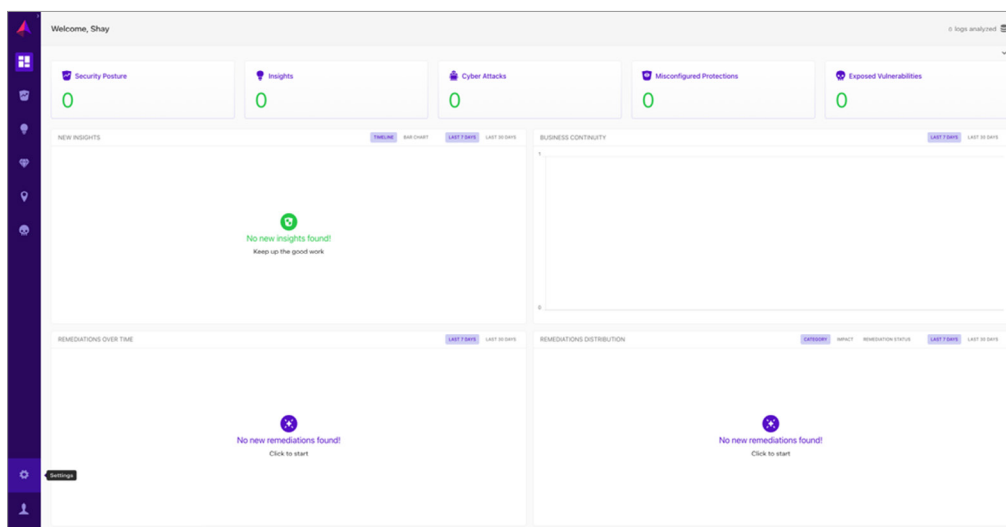 Welcome, Shay
0 logs analyzed
Security Posture
0
Insights
0
Cyber Attacks
0
Misconfigured Protections
0
Exposed Vulnerabilities
0
NEW INSIGHTS
TIMELINE BAR CHART LAST 7 DAYS LAST 30 DAYS
No new insights found!
Keep up the good work
BUSINESS CONTINUITY
LAST 7 DAYS LAST 30 DAYS
1
0
REMEDIATIONS OVER TIME
LAST 7 DAYS LAST 30 DAYS
No new remediations found!
Click to start
REMEDIATIONS DISTRIBUTION
CATEGORY IMPACT REMEDIATION STATUS LAST 7 DAYS LAST 30 DAYS
No new remediations found!
Click to start
Settings